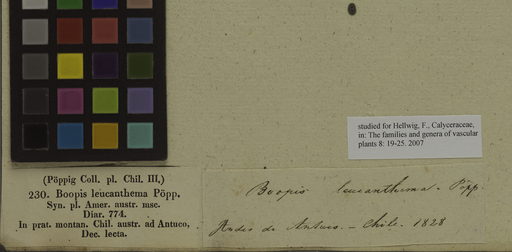 studied for Hellwig, F., Calyceraceae,
in: The families and genera of vascular
plants 8: 19-25. 2007
(Pöppig Coll. pl. Chil. III,)
230. Boopis leucanthema Pöpp.
Syn. pl. Amer. austr. msc.
Diar. 774.
In prat. montan. Chil. austr. ad Antuco,
Dec. lecta.
Boopis leucanthema. Pöpp
Andes de Antuco. - Chile. 1828